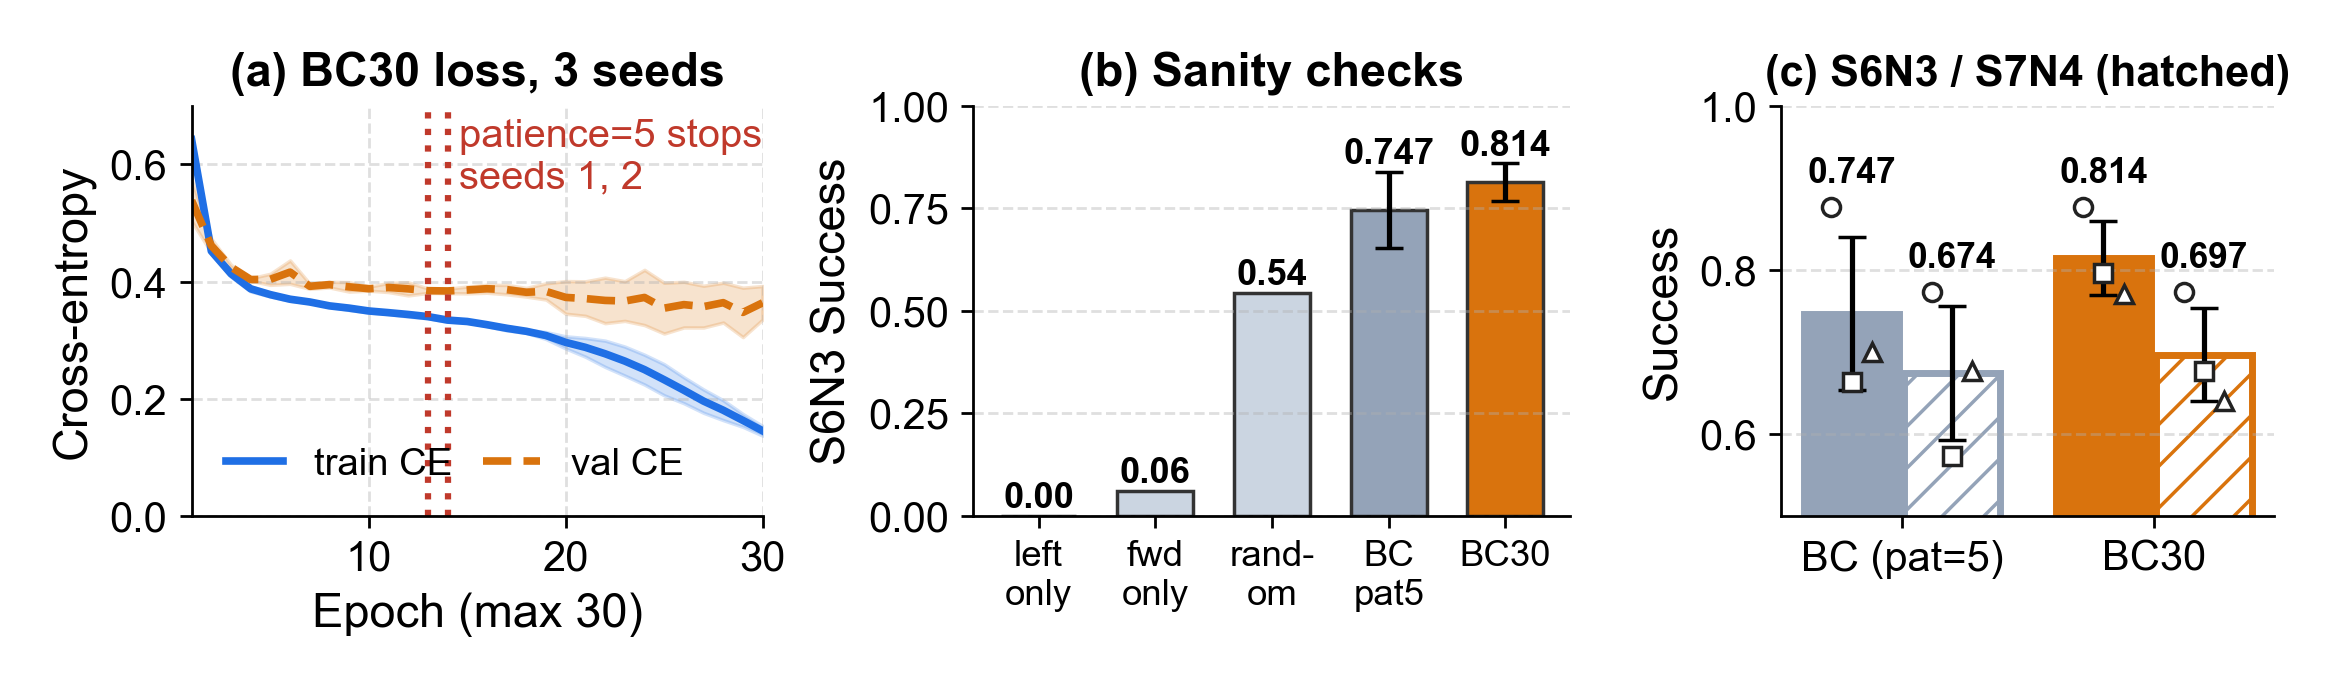 (a) BC30 loss, 3 seeds
Cross-entropy
0.6
0.4
0.2
0.0
patience=5 stops
seeds 1, 2
train CE
val CE
10
20
30
Epoch (max 30)
(b) Sanity checks
S6N3 Success
1.00
0.75
0.50
0.25
0.00
0.00
0.06
0.54
0.747
0.814
left
only
fwd
only
rand-
om
BC
pat5
BC30
(c) S6N3 / S7N4 (hatched)
Success
1.0
0.8
0.6
0.747
0.674
0.814
0.697
BC (pat=5)
BC30